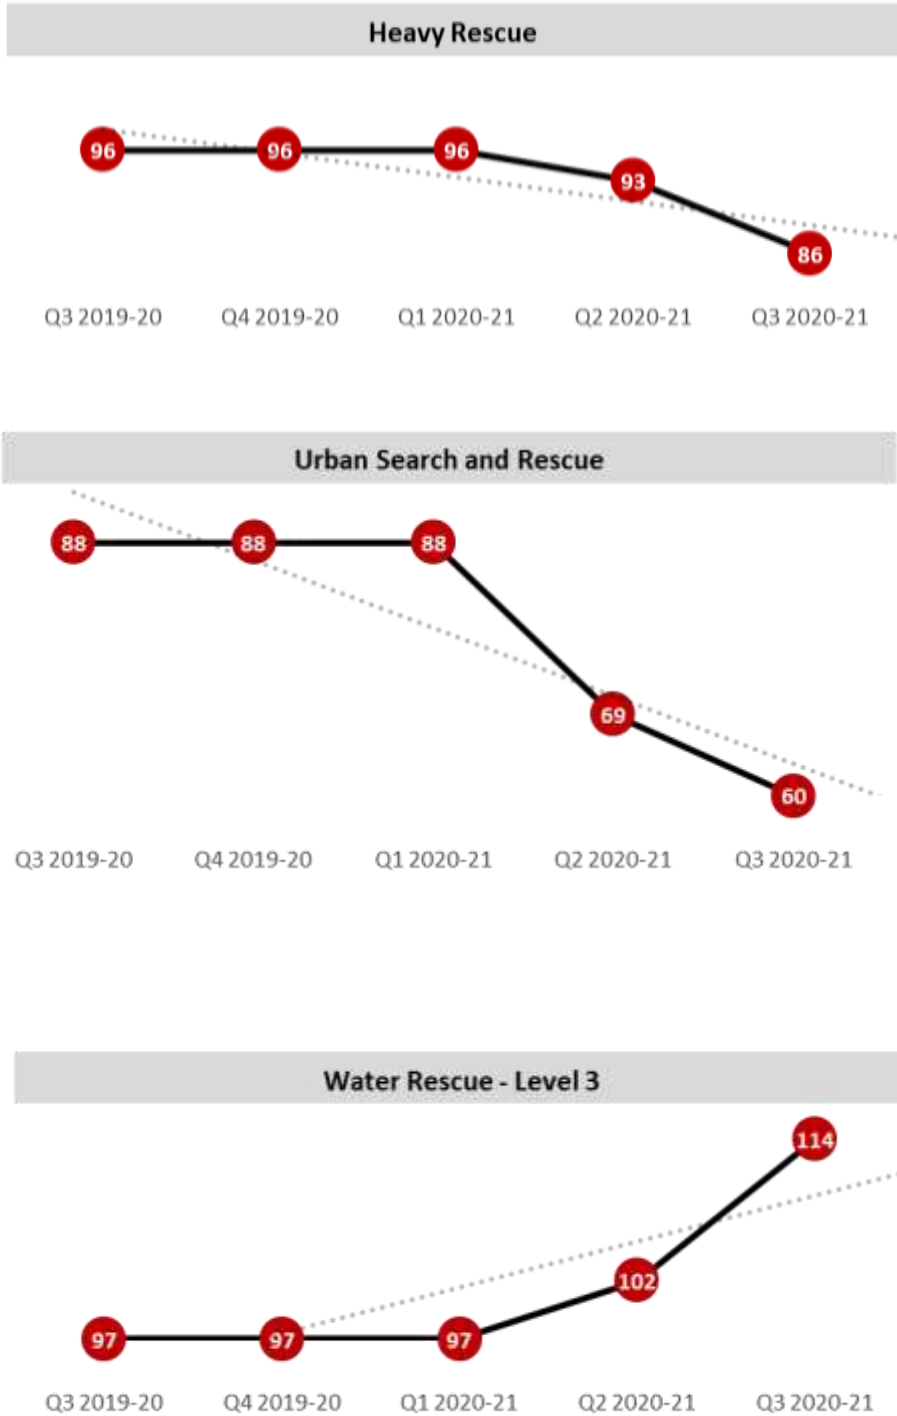 Heavy Rescue
96 96 96 93 86
Q3 2019-20 Q4 2019-20 Q1 2020-21 Q2 2020-21 Q3 2020-21
Urban Search and Rescue
88 88 88 69 60
Q3 2019-20 Q4 2019-20 Q1 2020-21 Q2 2020-21 Q3 2020-21
Water Rescue - Level 3
97 97 97 102 114
Q3 2019-20 Q4 2019-20 Q1 2020-21 Q2 2020-21 Q3 2020-21